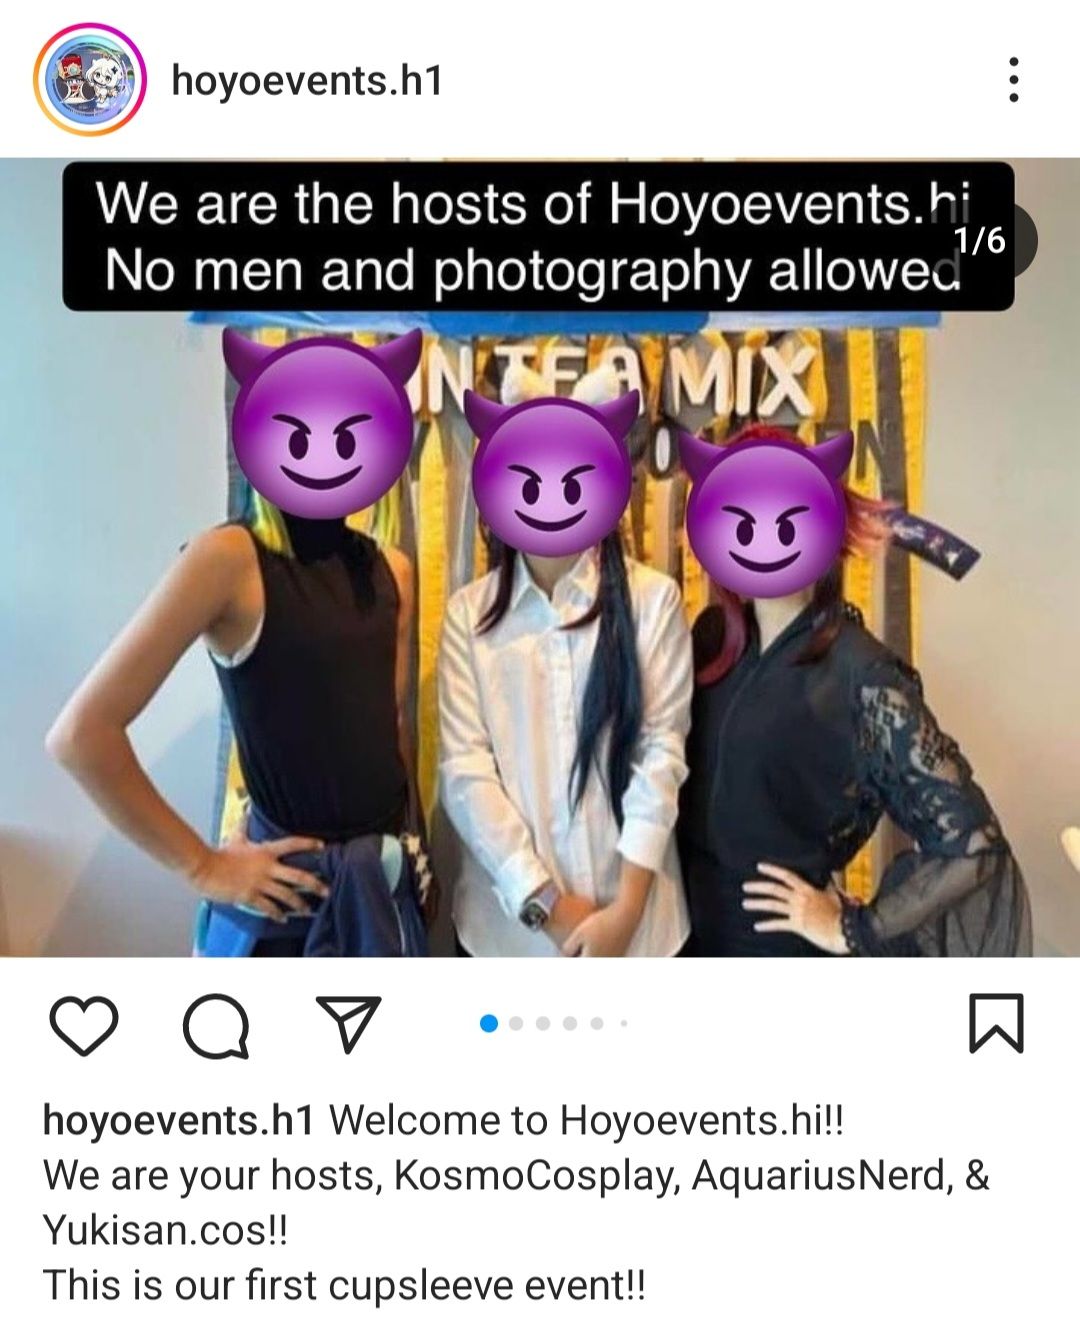 hoyoevents.h1
We are the hosts of Hoyoevents.hi
1/6
No men and photography allowed
N TEA MIX
hoyoevents.h1 Welcome to Hoyoevents.hi!!
We are your hosts, KosmoCosplay, AquariusNerd, &
Yukisan.cos!!
This is our first cupsleeve event!!